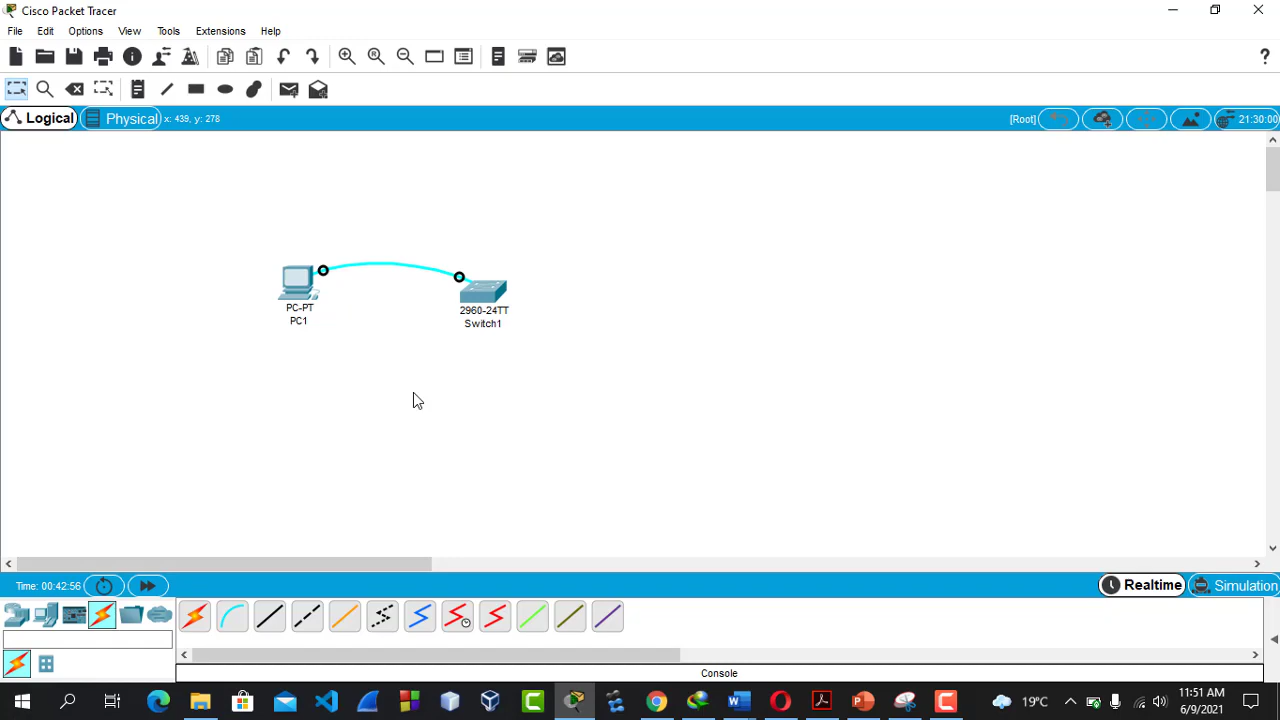 Cisco Packet Tracer
File Edit Options View Tools Extensions Help
?
Logical
Physical
x: 439, y: 278
[Root]
21:30:00
PC-PT
PC1
2960-24TT
Switch1
Time: 00:42:56
Realtime
Simulation
Console
19°C
11:51 AM
6/9/2021